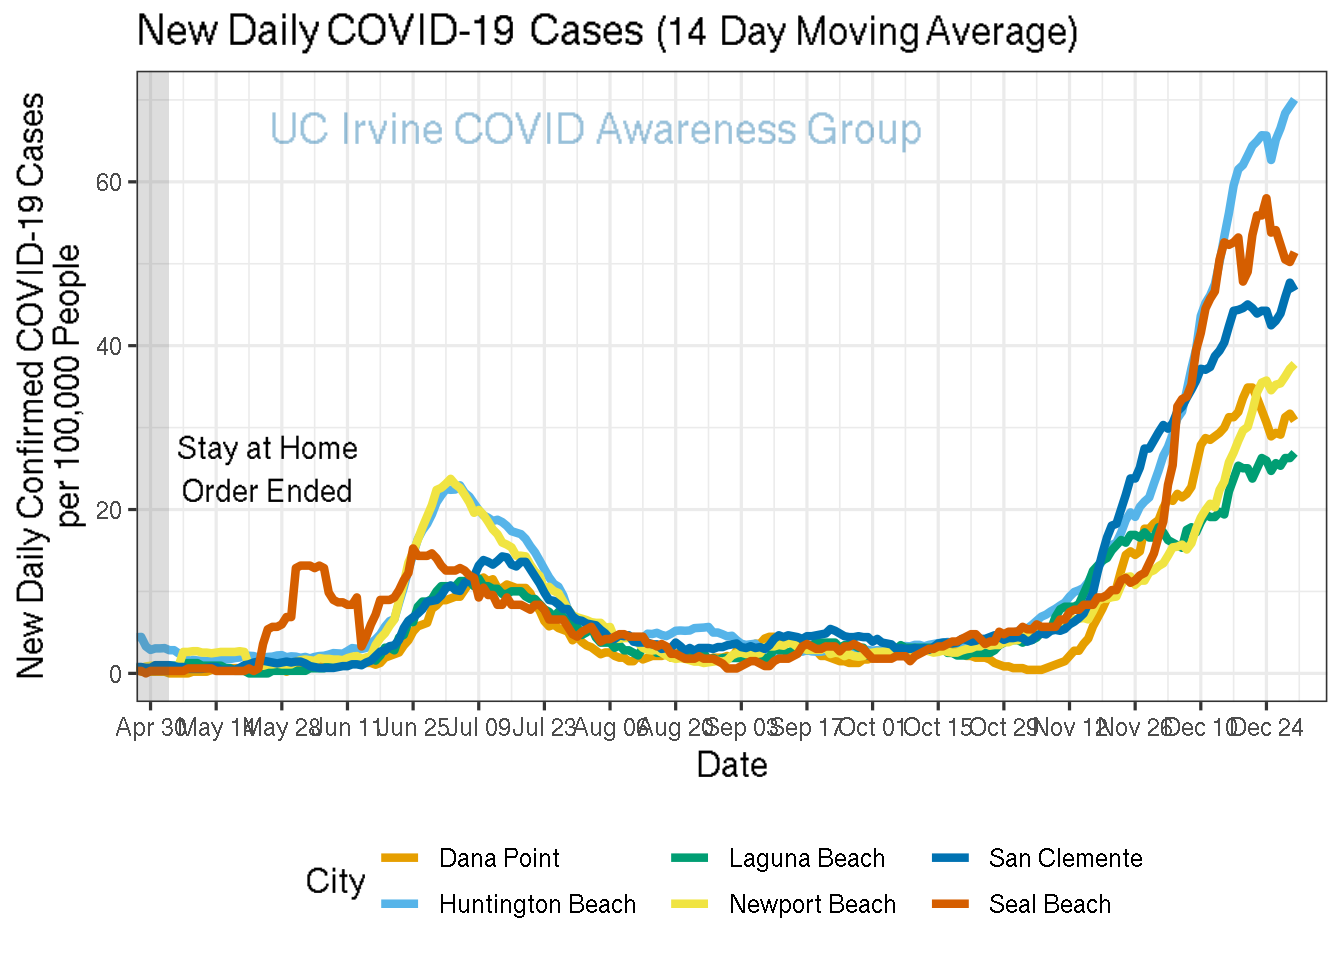 New Daily COVID-19 Cases (14 Day Moving Average)
UC Irvine COVID Awareness Group
New Daily Confirmed COVID-19 Cases
per 100,000 People
60
40
20
0
Stay at Home
Order Ended
Apr 30 May 14 May 28 Jun 11 Jun 25 Jul 09 Jul 23 Aug 06 Aug 20 Sep 03 Sep 17 Oct 01 Oct 15 Oct 29 Nov 12 Nov 26 Dec 10 Dec 24
Date
City
Dana Point
Laguna Beach
San Clemente
Huntington Beach
Newport Beach
Seal Beach